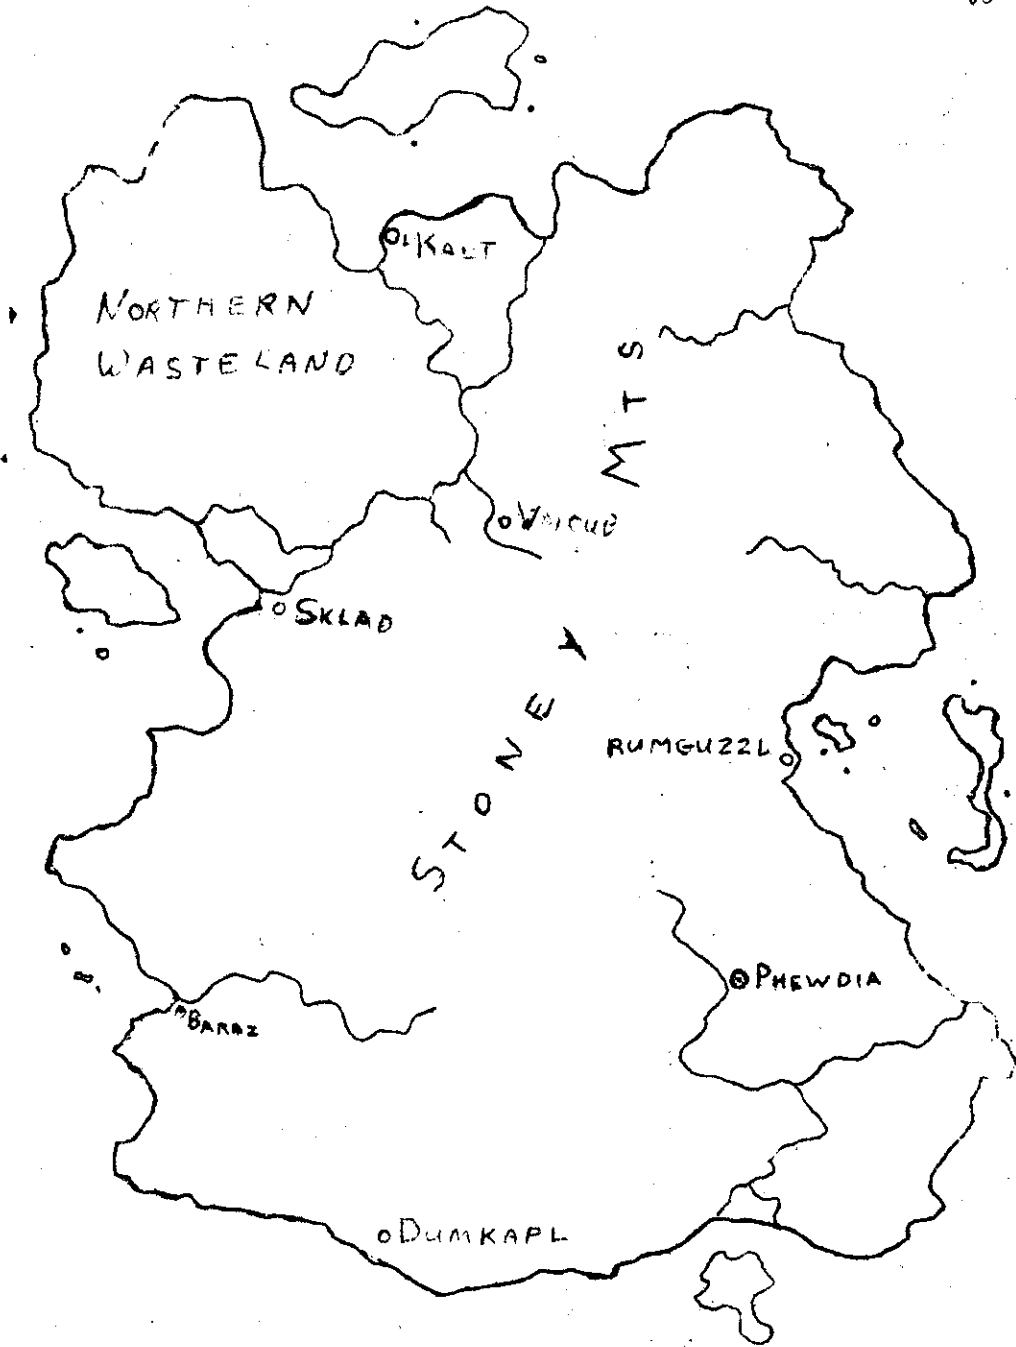 KALT
NORTHERN
WASTELAND
STONEY MTS
SKLAD
RUMGUZZL
PHEWDIA
BARAZ
DUMKAPL